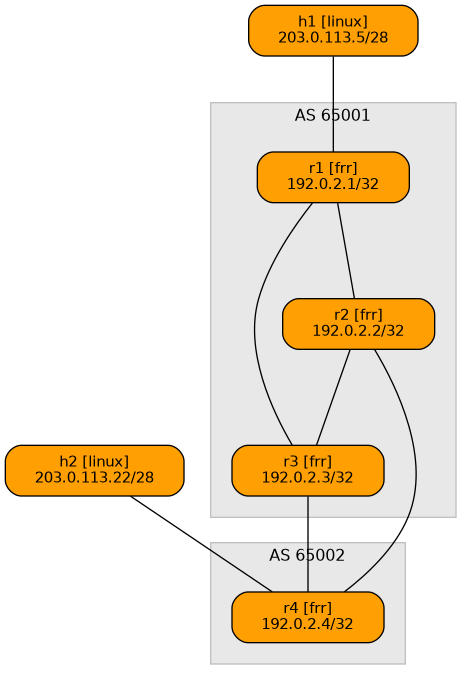 h1 [linux]
203.0.113.5/28
AS 65001
r1 [frr]
192.0.2.1/32
r2 [frr]
192.0.2.2/32
h2 [linux]
203.0.113.22/28
r3 [frr]
192.0.2.3/32
AS 65002
r4 [frr]
192.0.2.4/32